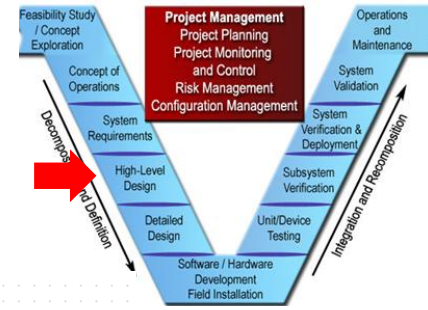 Feasibility Study
/ Concept
Exploration
Project Management
Project Planning
Project Monitoring
and Control
Risk Management
Configuration Management
Operations
and
Maintenance
Concept of
Operations
System
Validation
System
Requirements
System
Verification &
Deployment
High-Level
Design
Subsystem
Verification
Detailed
Design
Unit/Device
Testing
Software / Hardware
Development
Field Installation
Definition
Integration and Recomposition